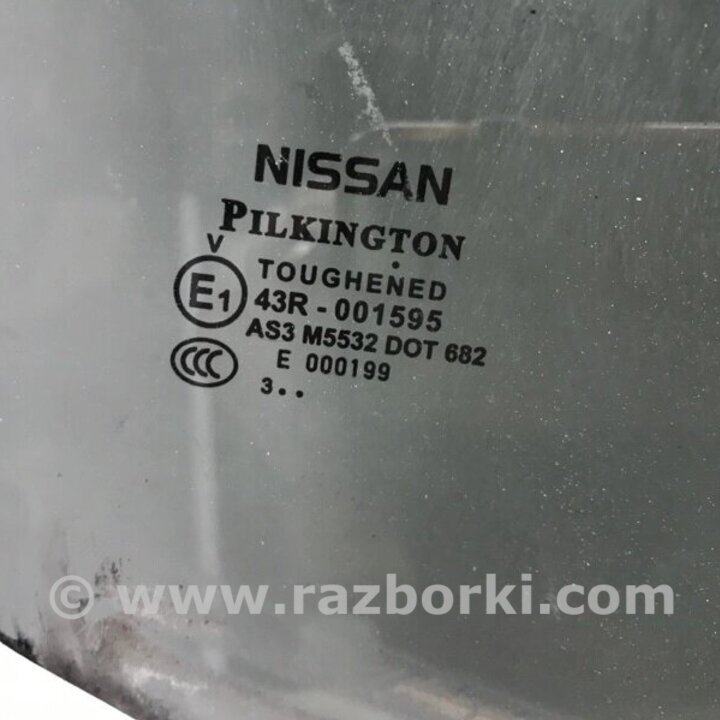 NISSAN
PILKINGTON
V
TOUGHENED
E1 43R - 001595
AS3 M5532 DOT 682
CCC E 000199
3..
© www.razborki.com